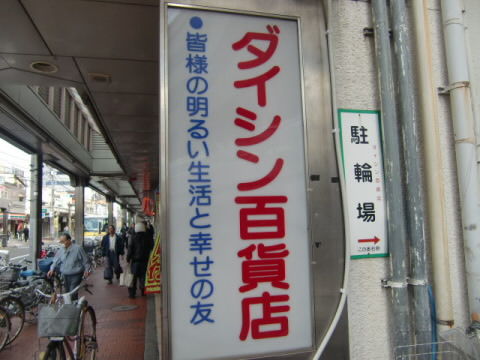 ダイシン百貨店
●皆様の明るい生活と幸せの友
駐輪場